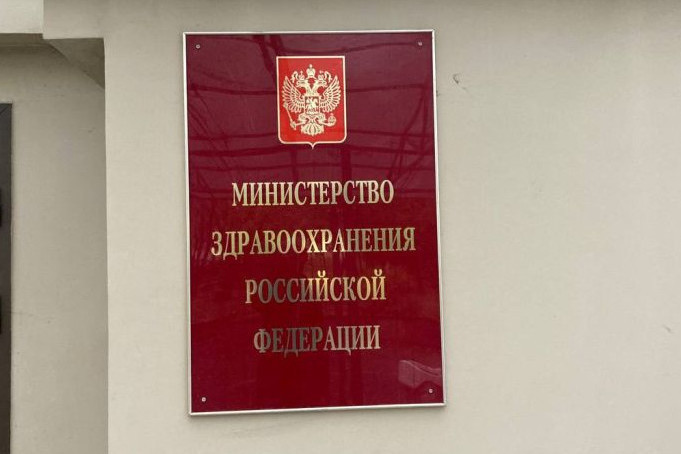 МИНИСТЕРСТВО
ЗДРАВООХРАНЕНИЯ
РОССИЙСКОЙ
ФЕДЕРАЦИИ